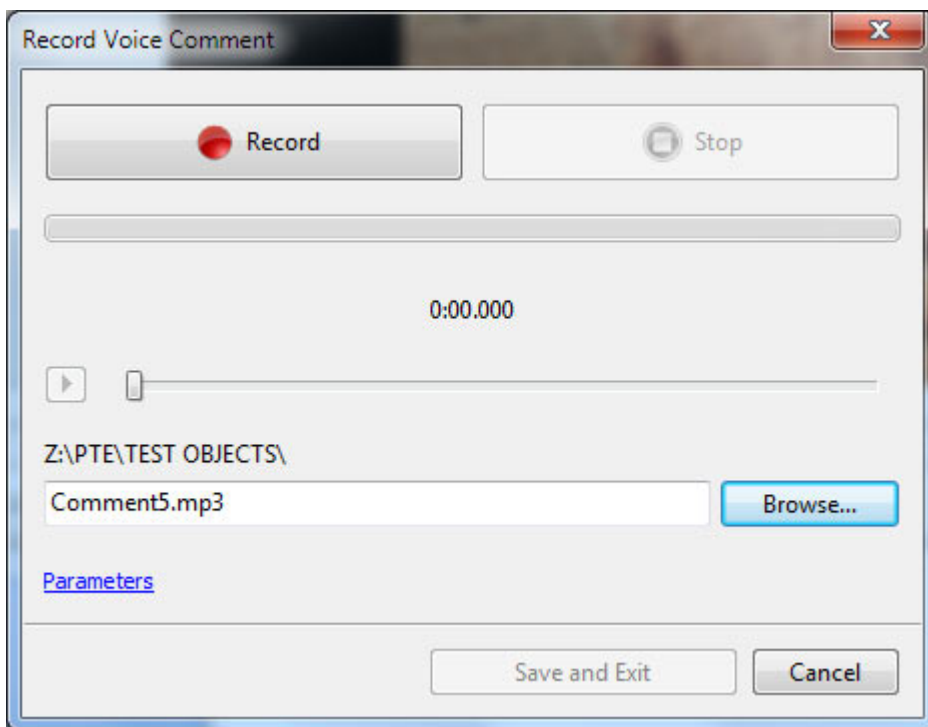 Record Voice Comment
Record
Stop
0:00.000
Z:\PTE\TEST OBJECTS\
Comment5.mp3
Browse...
Parameters
Save and Exit
Cancel